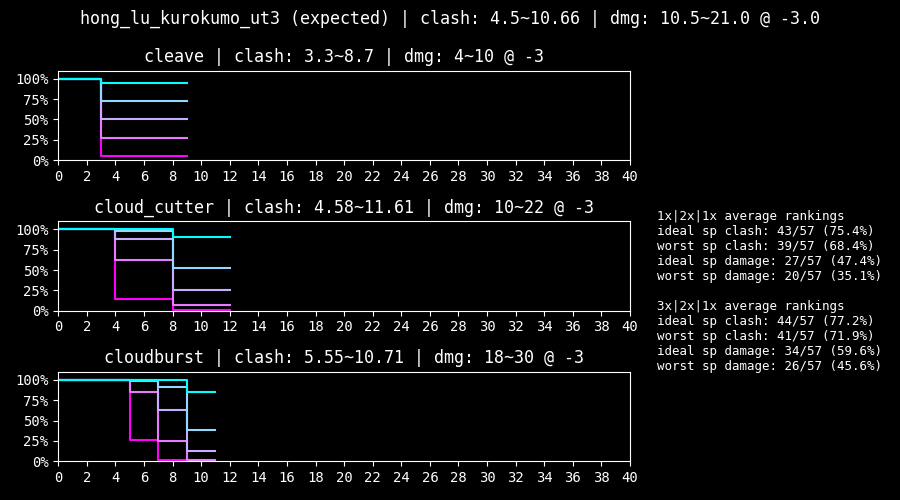 hong_lu_kurokumo_ut3 (expected) | clash: 4.5~10.66 | dmg: 10.5~21.0 @ -3.0
cleave | clash: 3.3~8.7 | dmg: 4~10 @ -3
100%
75%
50%
25%
0%
0 2 4 6 8 10 12 14 16 18 20 22 24 26 28 30 32 34 36 38 40
cloud_cutter | clash: 4.58~11.61 | dmg: 10~22 @ -3
100%
75%
50%
25%
0%
0 2 4 6 8 10 12 14 16 18 20 22 24 26 28 30 32 34 36 38 40
cloudburst | clash: 5.55~10.71 | dmg: 18~30 @ -3
100%
75%
50%
25%
0%
0 2 4 6 8 10 12 14 16 18 20 22 24 26 28 30 32 34 36 38 40
1x|2x|1x average rankings
ideal sp clash: 43/57 (75.4%)
worst sp clash: 39/57 (68.4%)
ideal sp damage: 27/57 (47.4%)
worst sp damage: 20/57 (35.1%)
3x|2x|1x average rankings
ideal sp clash: 44/57 (77.2%)
worst sp clash: 41/57 (71.9%)
ideal sp damage: 34/57 (59.6%)
worst sp damage: 26/57 (45.6%)